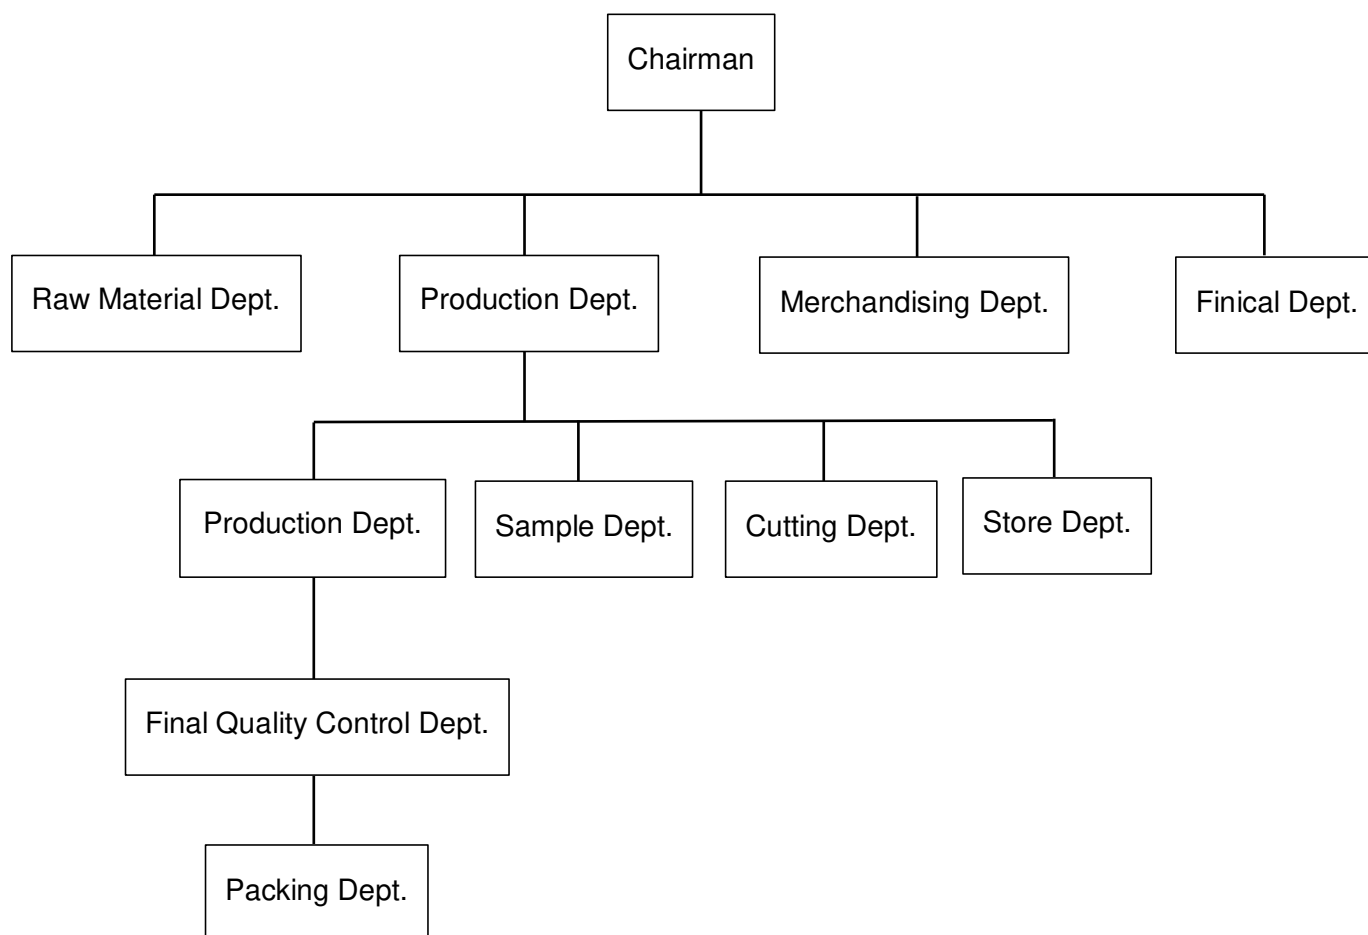 Chairman
Raw Material Dept.
Production Dept.
Merchandising Dept.
Finical Dept.
Production Dept.
Sample Dept.
Cutting Dept.
Store Dept.
Final Quality Control Dept.
Packing Dept.